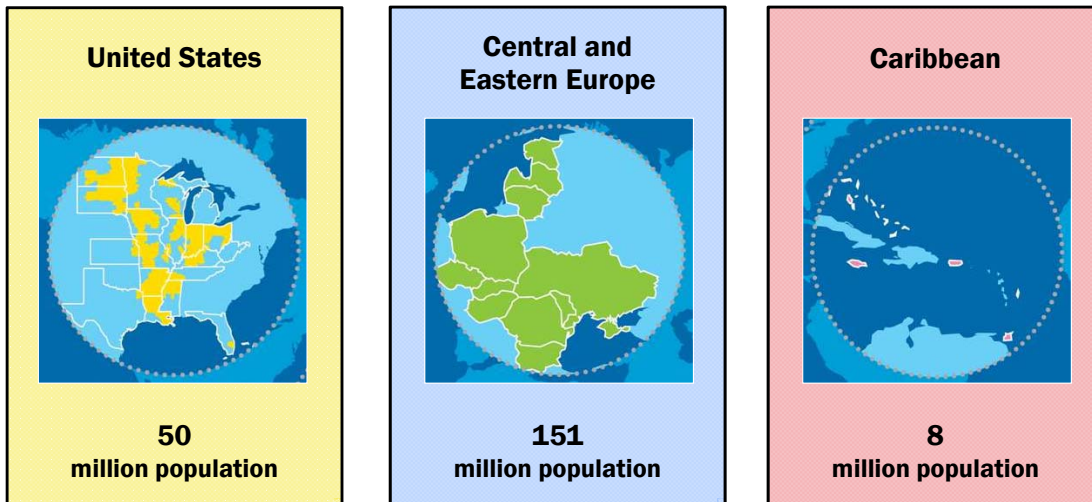 United States
50
million population
Central and
Eastern Europe
151
million population
Caribbean
8
million population